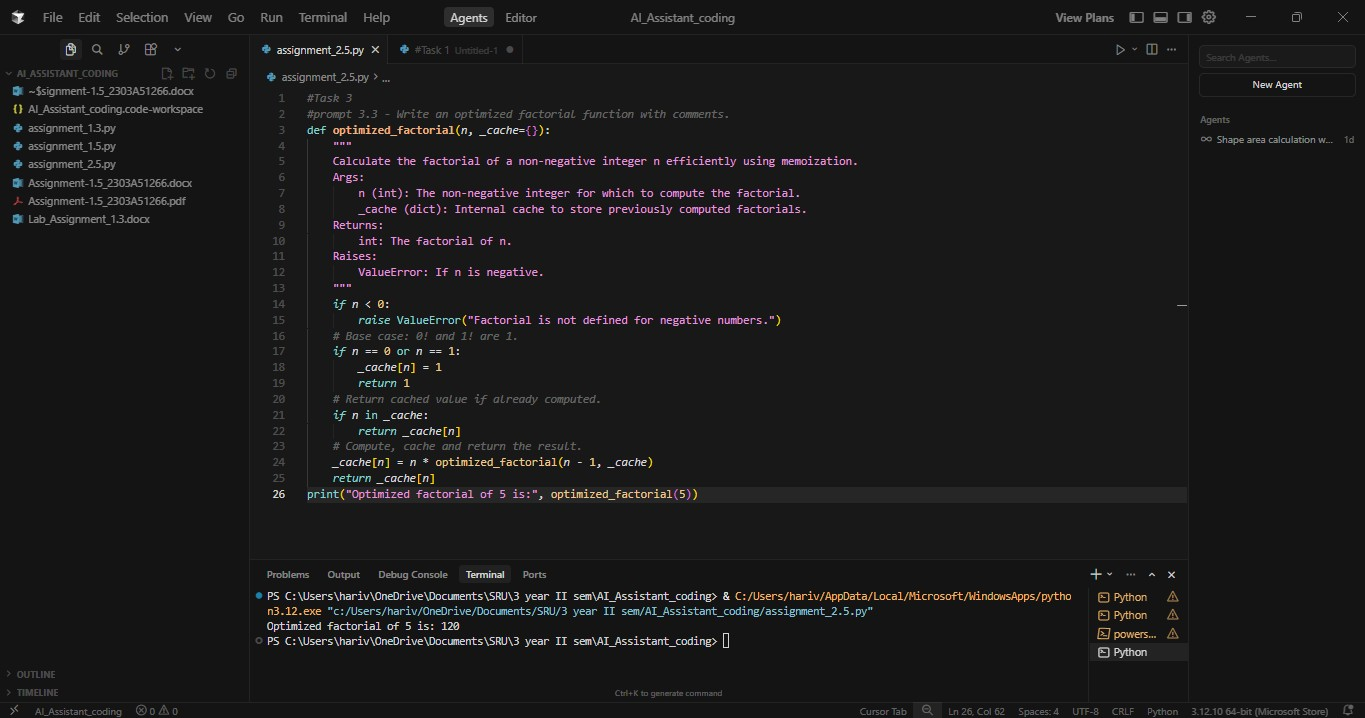 File Edit Selection View Go Run Terminal Help
Agents Editor
AI_Assistant_coding
View Plans
AI_ASSISTANT_CODING
~$signment-1.5_2303A51266.docx
{} AI_Assistant_coding.code-workspace
assignment_1.3.py
assignment_1.5.py
assignment_2.5.py
Assignment-1.5_2303A51266.docx
Assignment-1.5_2303A51266.pdf
Lab_Assignment_1.3.docx
OUTLINE
TIMELINE
assignment_2.5.py
#Task 1 Untitled-1
assignment_2.5.py > ...
1 #Task 3
2 #prompt 3.3 - Write an optimized factorial function with comments.
3 def optimized_factorial(n, _cache={}):
4     """
5     Calculate the factorial of a non-negative integer n efficiently using memoization.
6     Args:
7         n (int): The non-negative integer for which to compute the factorial.
8         _cache (dict): Internal cache to store previously computed factorials.
9     Returns:
10         int: The factorial of n.
11     Raises:
12         ValueError: If n is negative.
13     """
14     if n < 0:
15         raise ValueError("Factorial is not defined for negative numbers.")
16     # Base case: 0! and 1! are 1.
17     if n == 0 or n == 1:
18         _cache[n] = 1
19         return 1
20     # Return cached value if already computed.
21     if n in _cache:
22         return _cache[n]
23     # Compute, cache and return the result.
24     _cache[n] = n * optimized_factorial(n - 1, _cache)
25     return _cache[n]
26 print("Optimized factorial of 5 is:", optimized_factorial(5))
Problems Output Debug Console Terminal Ports
PS C:\Users\hariv\OneDrive\Documents\SRU\3 year II sem\AI_Assistant_coding> & C:/Users/hariv/AppData/Local/Microsoft/WindowsApps/pytho
n3.12.exe "c:/Users/hariv/OneDrive/Documents/SRU/3 year II sem/AI_Assistant_coding/assignment_2.5.py"
Optimized factorial of 5 is: 120
PS C:\Users\hariv\OneDrive\Documents\SRU\3 year II sem\AI_Assistant_coding>
Ctrl+K to generate command
Python
Python
powers...
Python
Search Agents...
New Agent
Agents
Shape area calculation w... 1d
AI_Assistant_coding 0 0
Cursor Tab Ln 26, Col 62 Spaces: 4 UTF-8 CRLF Python 3.12.10 64-bit (Microsoft Store)